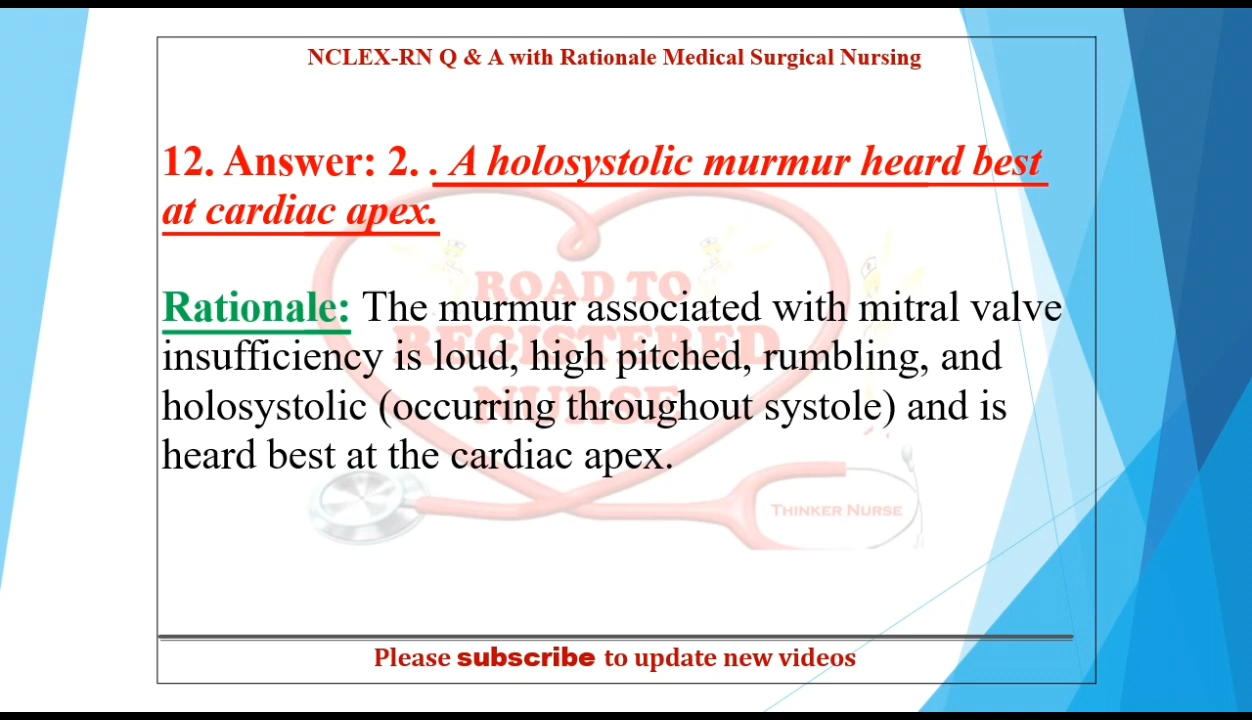 NCLEX-RN Q & A with Rationale Medical Surgical Nursing
12. Answer: 2. . A holosystolic murmur heard best
at cardiac apex.
ROAD TO
REGISTERED
NURSE
Rationale: The murmur associated with mitral valve
insufficiency is loud, high pitched, rumbling, and
holosystolic (occurring throughout systole) and is
heard best at the cardiac apex.
THINKER NURSE
Please subscribe to update new videos